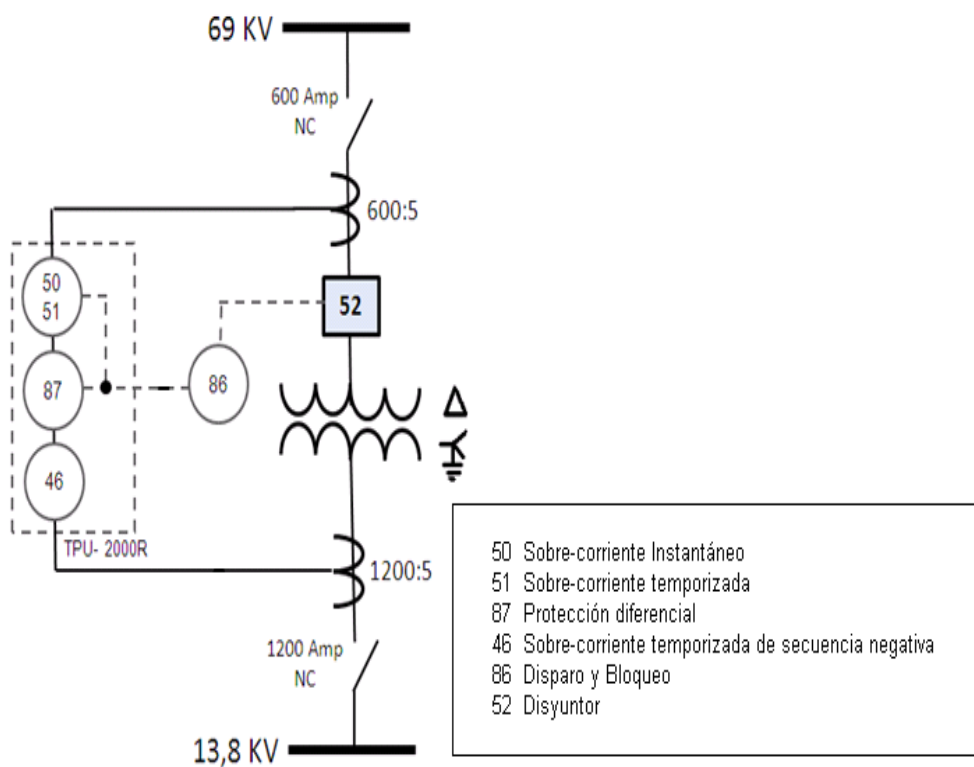 69 KV
600 Amp
NC
600:5
50
51
52
87
86
46
TPU- 2000R
1200:5
1200 Amp
NC
13,8 KV
50 Sobre-corriente Instantáneo
51 Sobre-corriente temporizada
87 Protección diferencial
46 Sobre-corriente temporizada de secuencia negativa
86 Disparo y Bloqueo
52 Disyuntor